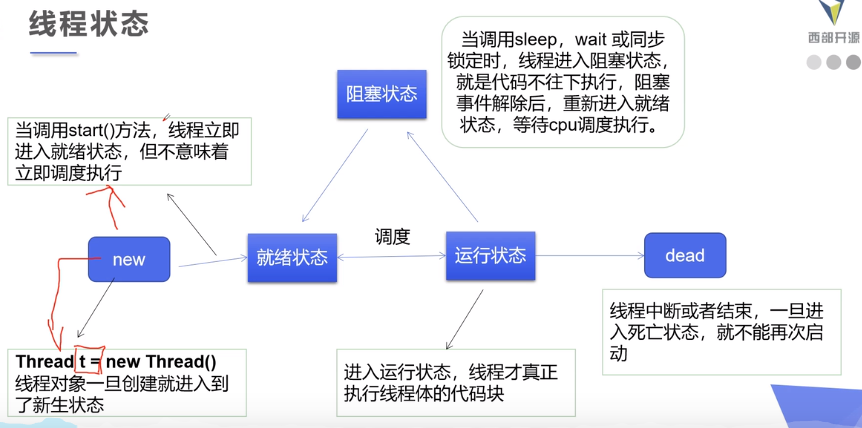 线程状态
西部开源
当调用sleep，wait 或同步
锁定时，线程进入阻塞状态，
就是代码不往下执行，阻塞
事件解除后，重新进入就绪
状态，等待cpu调度执行。
阻塞状态
当调用start()方法，线程立即
进入就绪状态，但不意味着
立即调度执行
new
就绪状态
调度
运行状态
dead
Thread t = new Thread()
线程对象一旦创建就进入到
了新生状态
进入运行状态，线程才真正
执行线程体的代码块
线程中断或者结束，一旦进
入死亡状态，就不能再次启
动